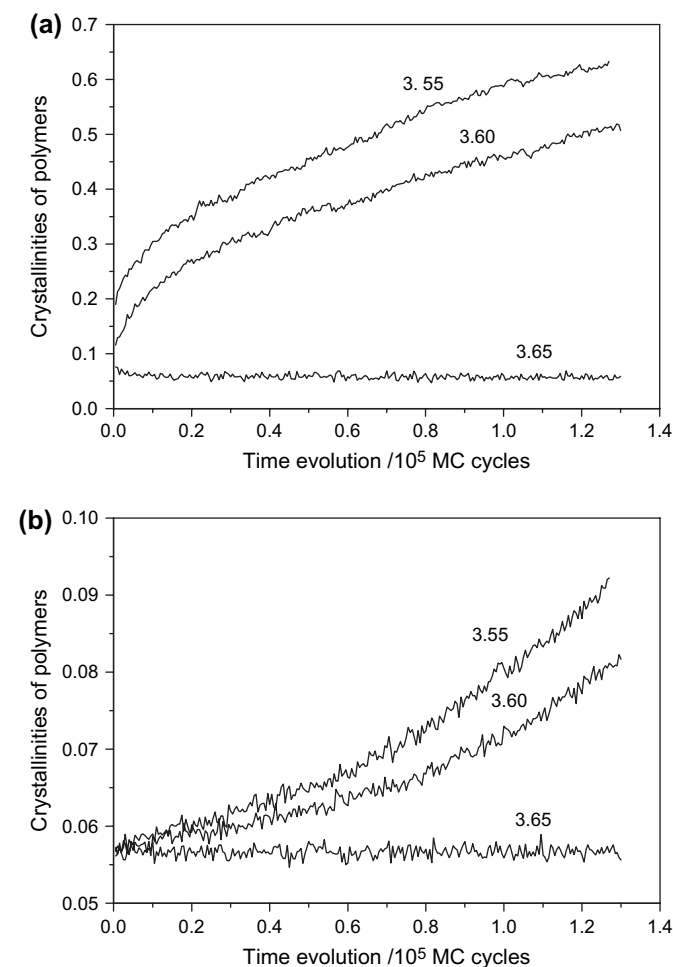 (a)
0.7
0.6
0.5
0.4
0.3
0.2
0.1
0.0
Crystallinities of polymers
3. 55
3.60
3.65
0.0 0.2 0.4 0.6 0.8 1.0 1.2 1.4
Time evolution /10⁵ MC cycles
(b)
0.10
0.09
0.08
0.07
0.06
0.05
Crystallinities of polymers
3.55
3.60
3.65
0.0 0.2 0.4 0.6 0.8 1.0 1.2 1.4
Time evolution /10⁵ MC cycles